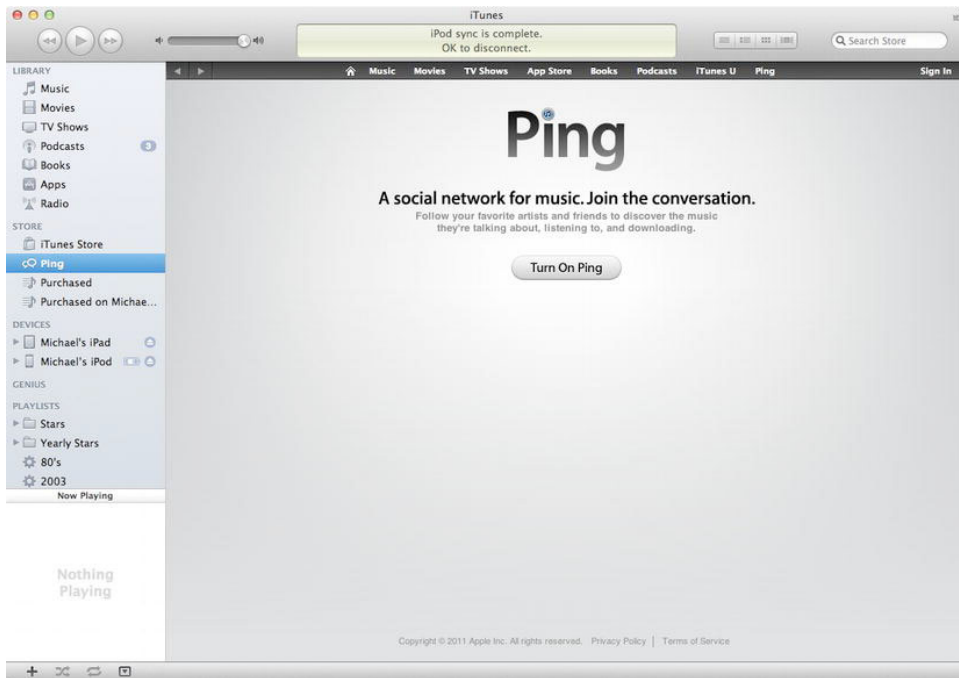 iTunes
iPod sync is complete.
OK to disconnect.
Search Store
LIBRARY
Music
Movies
TV Shows
Podcasts 3
Books
Apps
Radio
STORE
iTunes Store
Ping
Purchased
Purchased on Michae...
DEVICES
Michael's iPad
Michael's iPod
GENIUS
PLAYLISTS
Stars
Yearly Stars
80's
2003
Now Playing
Nothing
Playing
Music Movies TV Shows App Store Books Podcasts iTunes U Ping Sign In
Ping
A social network for music. Join the conversation.
Follow your favorite artists and friends to discover the music
they're talking about, listening to, and downloading.
Turn On Ping
Copyright © 2011 Apple Inc. All rights reserved. Privacy Policy | Terms of Service